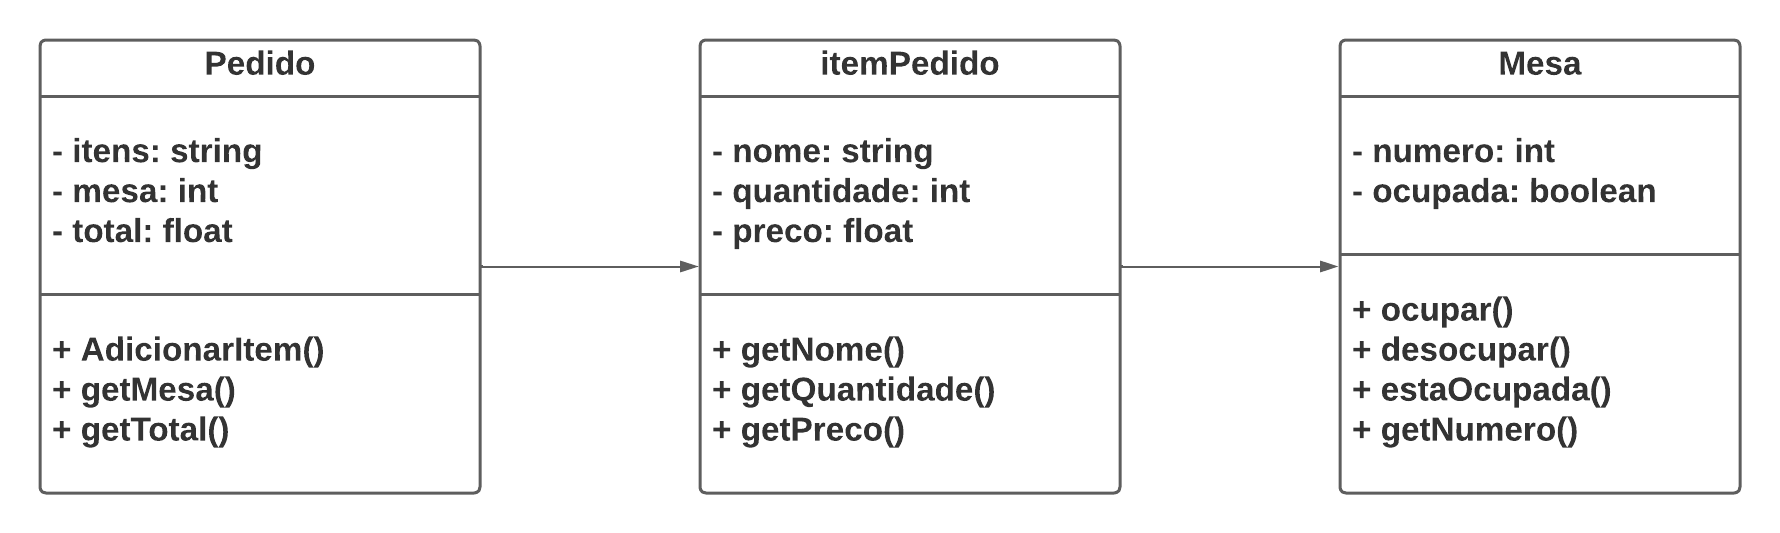 Pedido
- itens: string
- mesa: int
- total: float
+ AdicionarItem()
+ getMesa()
+ getTotal()
itemPedido
- nome: string
- quantidade: int
- preco: float
+ getNome()
+ getQuantidade()
+ getPreco()
Mesa
- numero: int
- ocupada: boolean
+ ocupar()
+ desocupar()
+ estaOcupada()
+ getNumero()